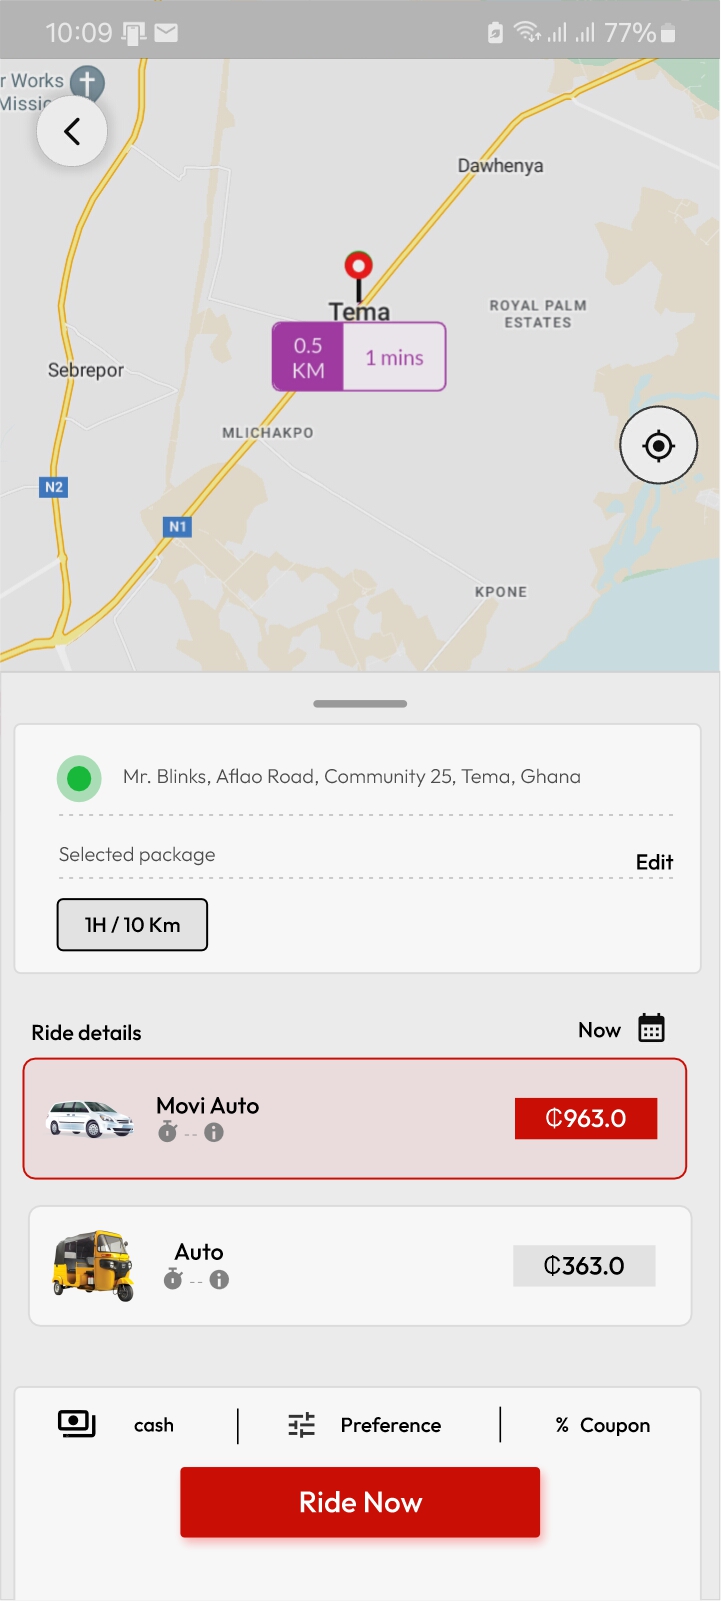 10:09
77%
r Works
Missic
Dawhenya
Tema
ROYAL PALM
ESTATES
0.5
KM
1 mins
Sebrepor
MLICHAKPO
N2
N1
KPONE
Mr. Blinks, Aflao Road, Community 25, Tema, Ghana
Selected package
Edit
1H / 10 Km
Ride details
Now
Movi Auto
--
₵963.0
Auto
--
₵363.0
cash
Preference
% Coupon
Ride Now